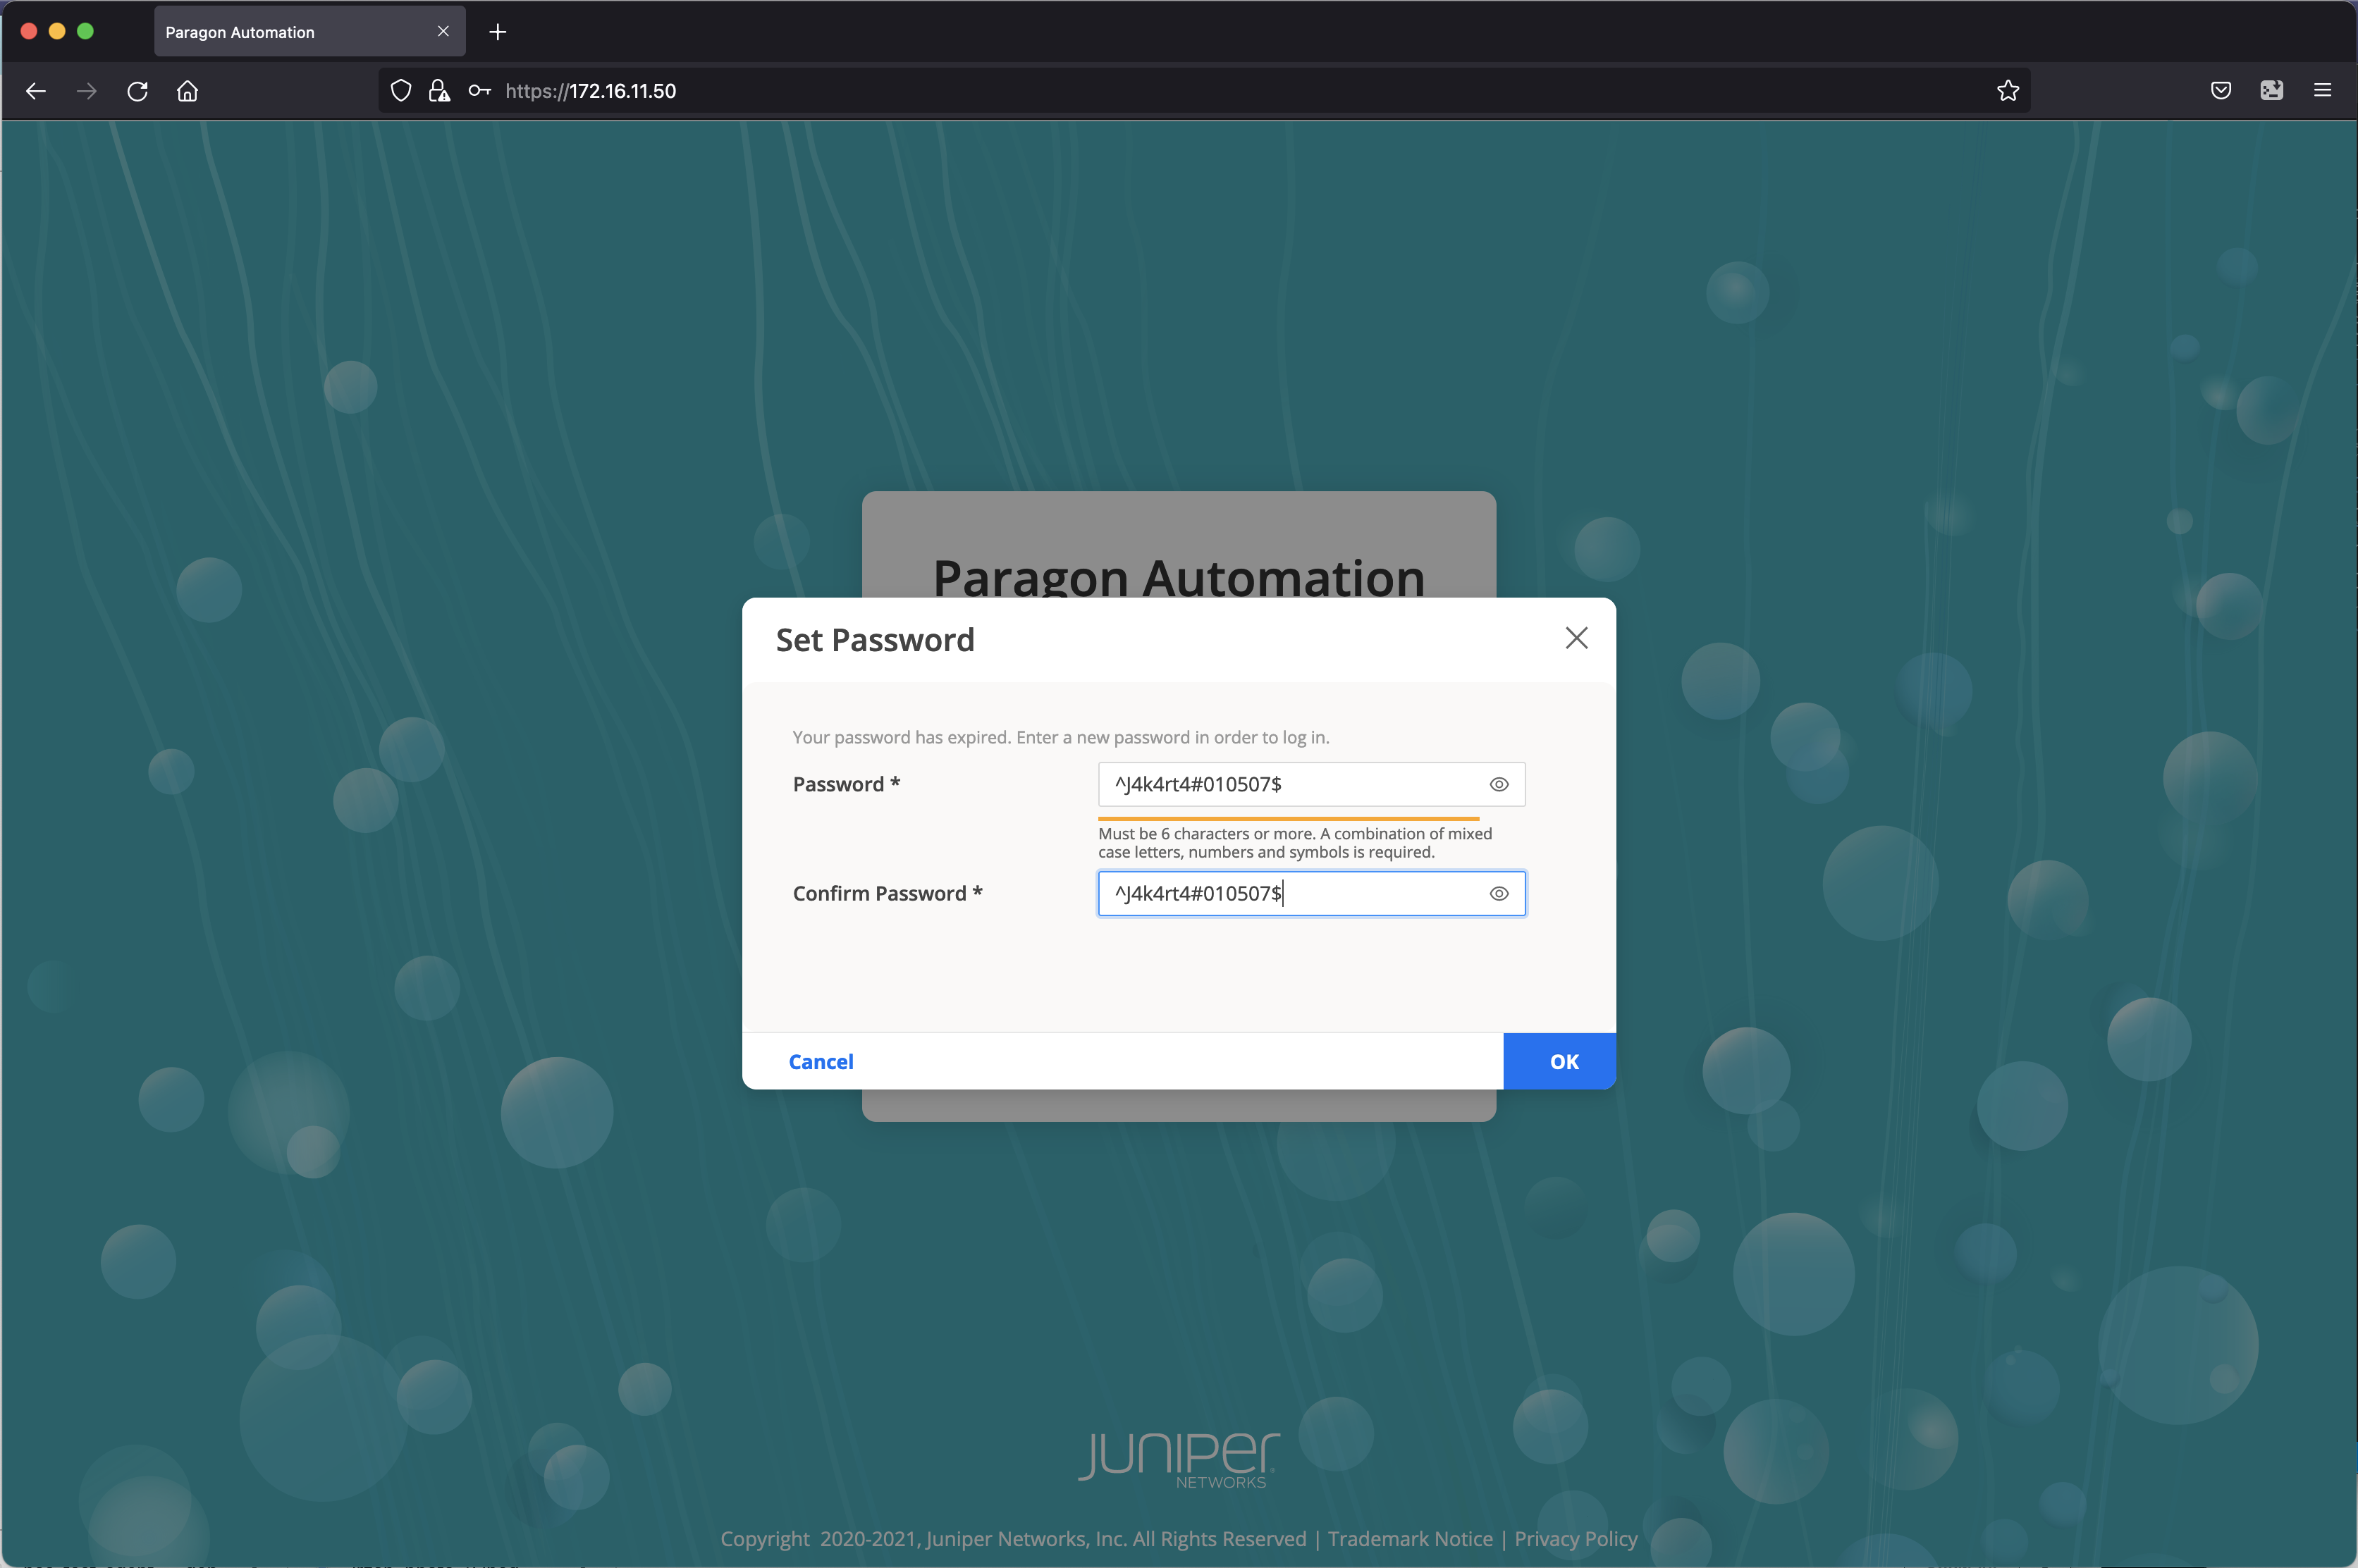 Paragon Automation
https://172.16.11.50
Paragon Automation
Set Password
Your password has expired. Enter a new password in order to log in.
Password *
^J4k4rt4#010507$
Must be 6 characters or more. A combination of mixed
case letters, numbers and symbols is required.
Confirm Password *
^J4k4rt4#010507$
Cancel
OK
JUNIPer
NETWORKS
Copyright 2020-2021, Juniper Networks, Inc. All Rights Reserved | Trademark Notice | Privacy Policy